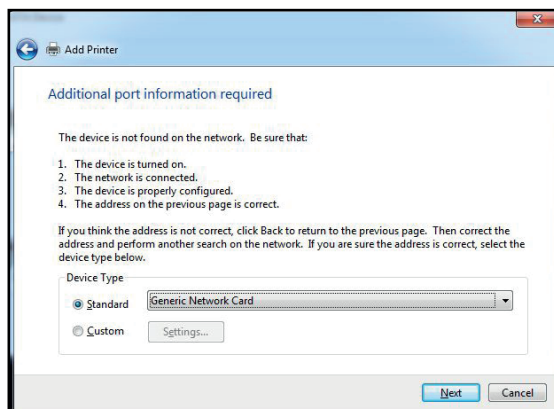 Add Printer
Additional port information required
The device is not found on the network. Be sure that:
1. The device is turned on.
2. The network is connected.
3. The device is properly configured.
4. The address on the previous page is correct.
If you think the address is not correct, click Back to return to the previous page. Then correct the
address and perform another search on the network. If you are sure the address is correct, select the
device type below.
Device Type
Standard Generic Network Card
Custom Settings...
Next Cancel